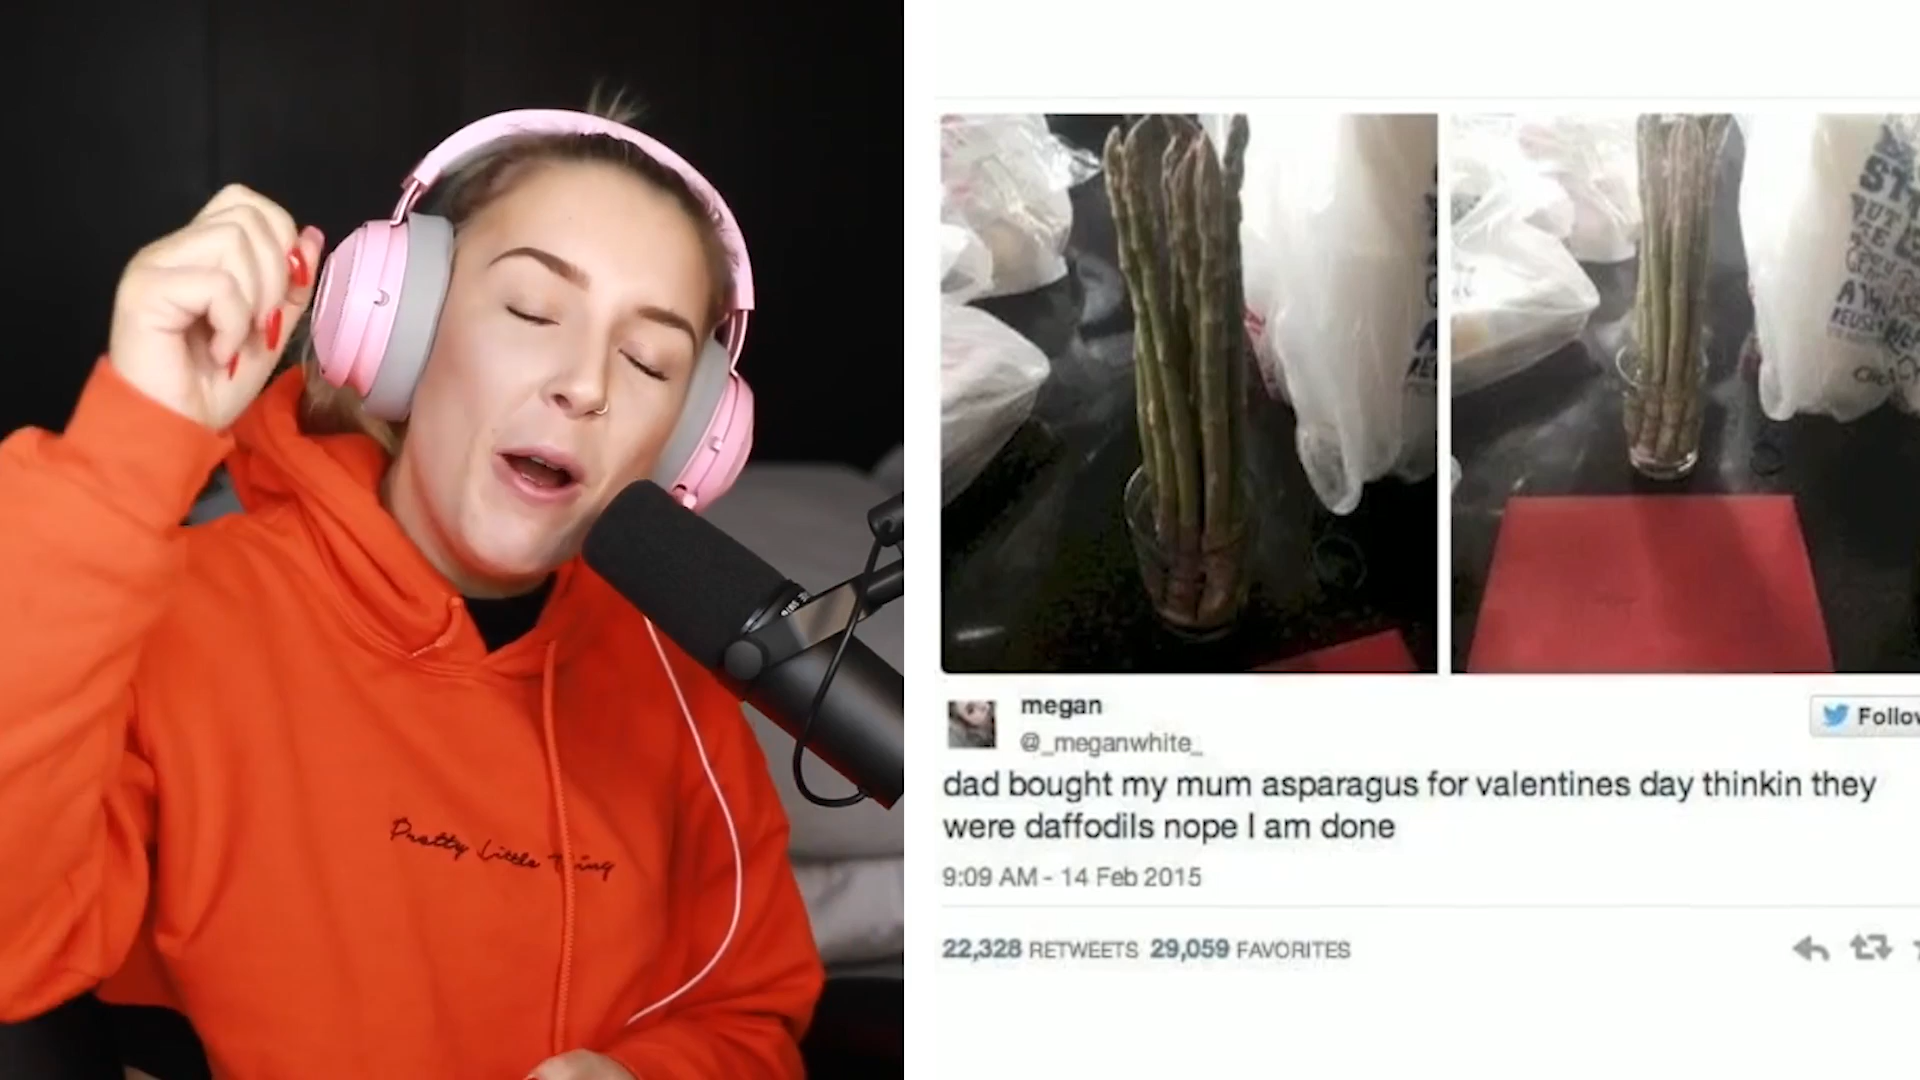 Pretty Little Thing
megan
@_meganwhite_
Follow
dad bought my mum asparagus for valentines day thinkin they
were daffodils nope I am done
9:09 AM - 14 Feb 2015
22,328 RETWEETS 29,059 FAVORITES